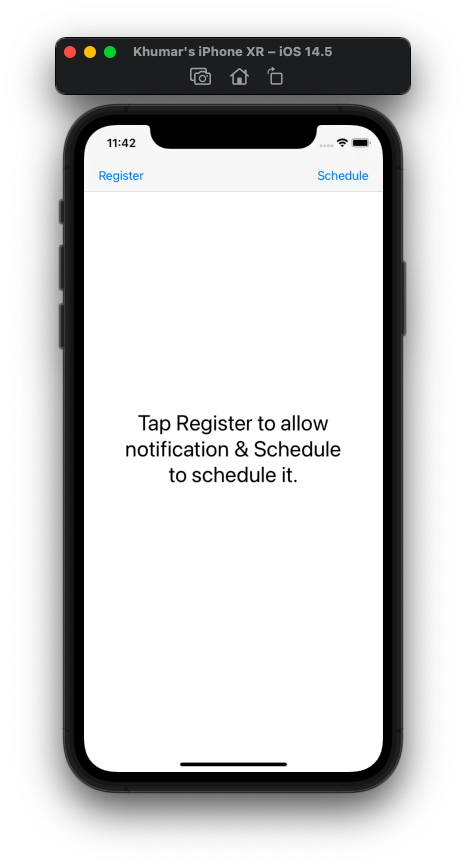 Khumar's iPhone XR – iOS 14.5
11:42
Register Schedule
Tap Register to allow
notification & Schedule
to schedule it.